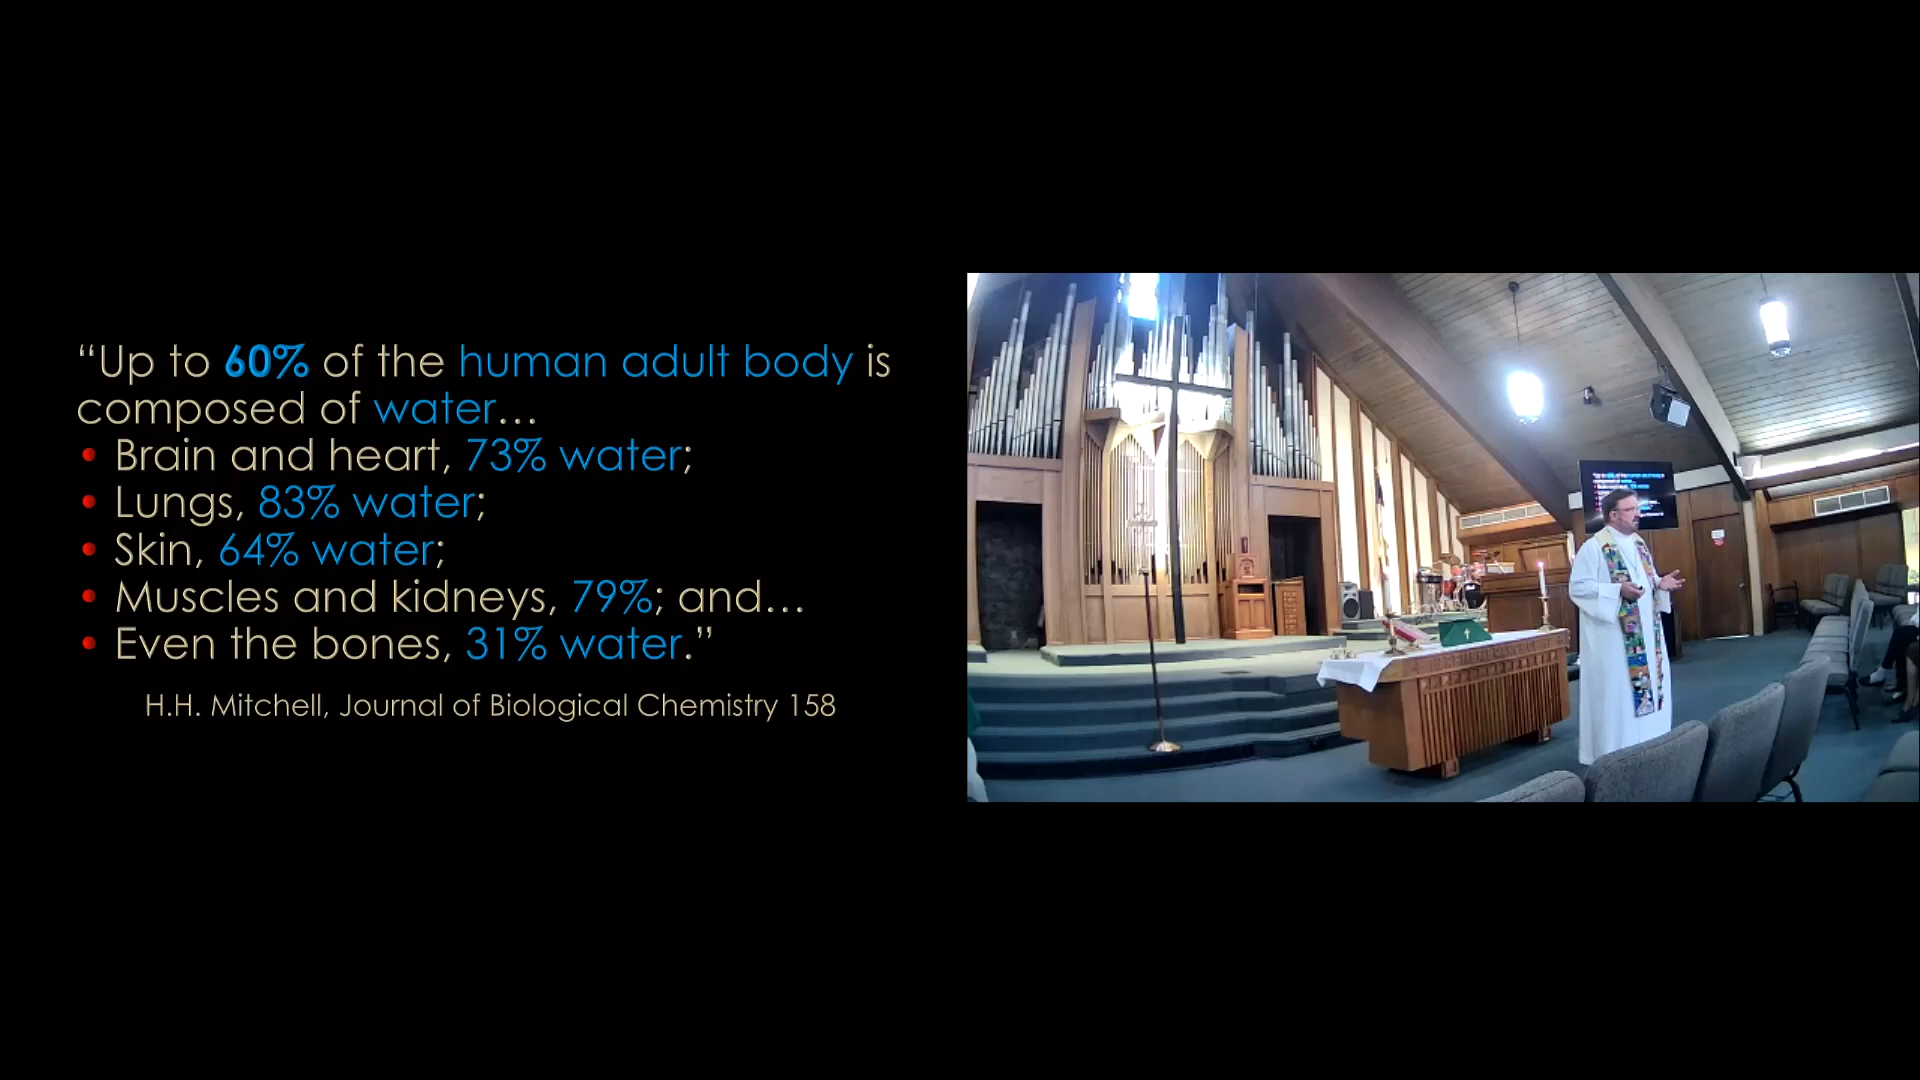 “Up to 60% of the human adult body is
composed of water…
• Brain and heart, 73% water;
• Lungs, 83% water;
• Skin, 64% water;
• Muscles and kidneys, 79%; and…
• Even the bones, 31% water.”
H.H. Mitchell, Journal of Biological Chemistry 158